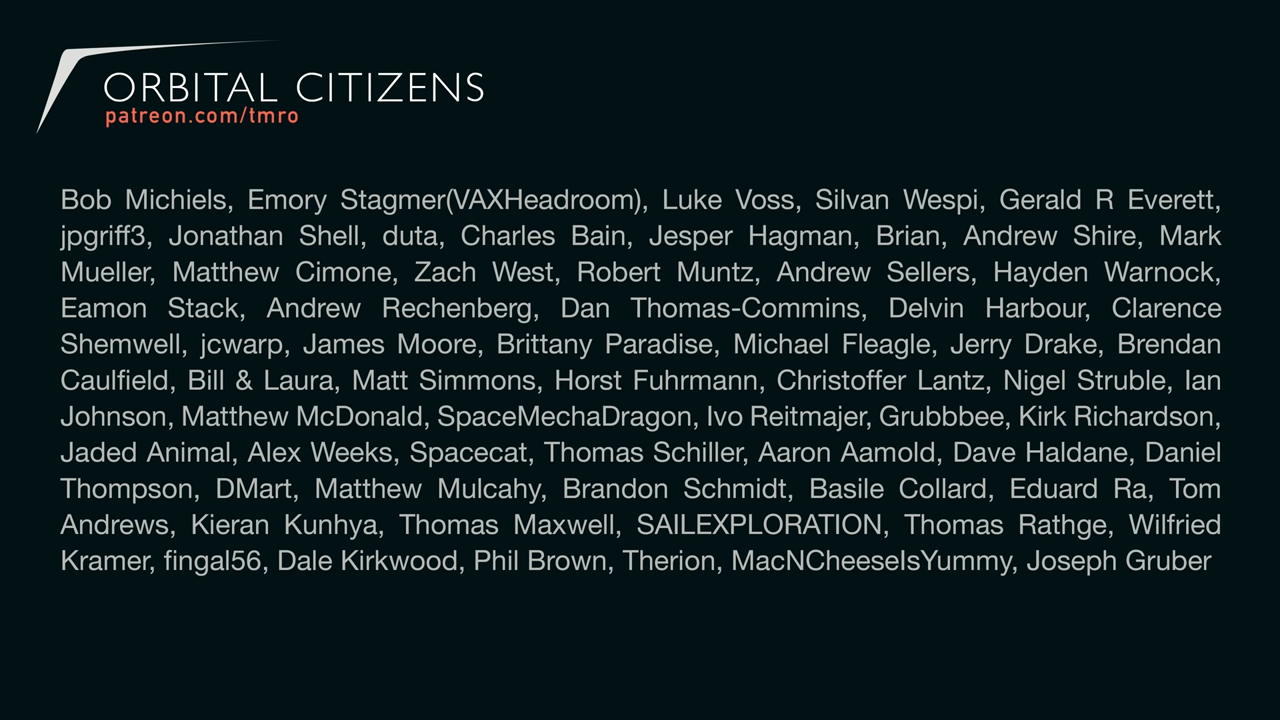 ORBITAL CITIZENS
patreon.com/tmro
Bob Michiels, Emory Stagmer(VAXHeadroom), Luke Voss, Silvan Wespi, Gerald R Everett,
jpgriff3, Jonathan Shell, duta, Charles Bain, Jesper Hagman, Brian, Andrew Shire, Mark
Mueller, Matthew Cimone, Zach West, Robert Muntz, Andrew Sellers, Hayden Warnock,
Eamon Stack, Andrew Rechenberg, Dan Thomas-Commins, Delvin Harbour, Clarence
Shemwell, jcwarp, James Moore, Brittany Paradise, Michael Fleagle, Jerry Drake, Brendan
Caulfield, Bill & Laura, Matt Simmons, Horst Fuhrmann, Christoffer Lantz, Nigel Struble, Ian
Johnson, Matthew McDonald, SpaceMechaDragon, Ivo Reitmajer, Grubbbee, Kirk Richardson,
Jaded Animal, Alex Weeks, Spacecat, Thomas Schiller, Aaron Aamold, Dave Haldane, Daniel
Thompson, DMart, Matthew Mulcahy, Brandon Schmidt, Basile Collard, Eduard Ra, Tom
Andrews, Kieran Kunhya, Thomas Maxwell, SAILEXPLORATION, Thomas Rathge, Wilfried
Kramer, fingal56, Dale Kirkwood, Phil Brown, Therion, MacNCheeseIsYummy, Joseph Gruber